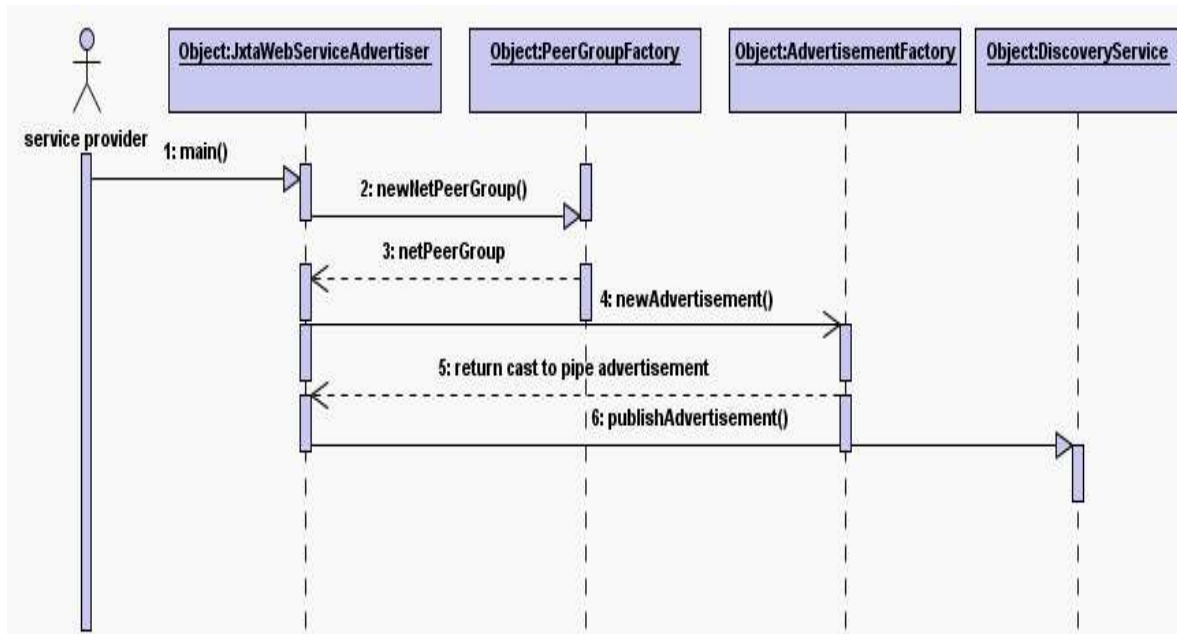 Object:JxtaWebServiceAdvertiser
Object:PeerGroupFactory
Object:AdvertisementFactory
Object:DiscoveryService
service provider
1: main()
2: newNetPeerGroup()
3: netPeerGroup
4: newAdvertisement()
5: return cast to pipe advertisement
6: publishAdvertisement()